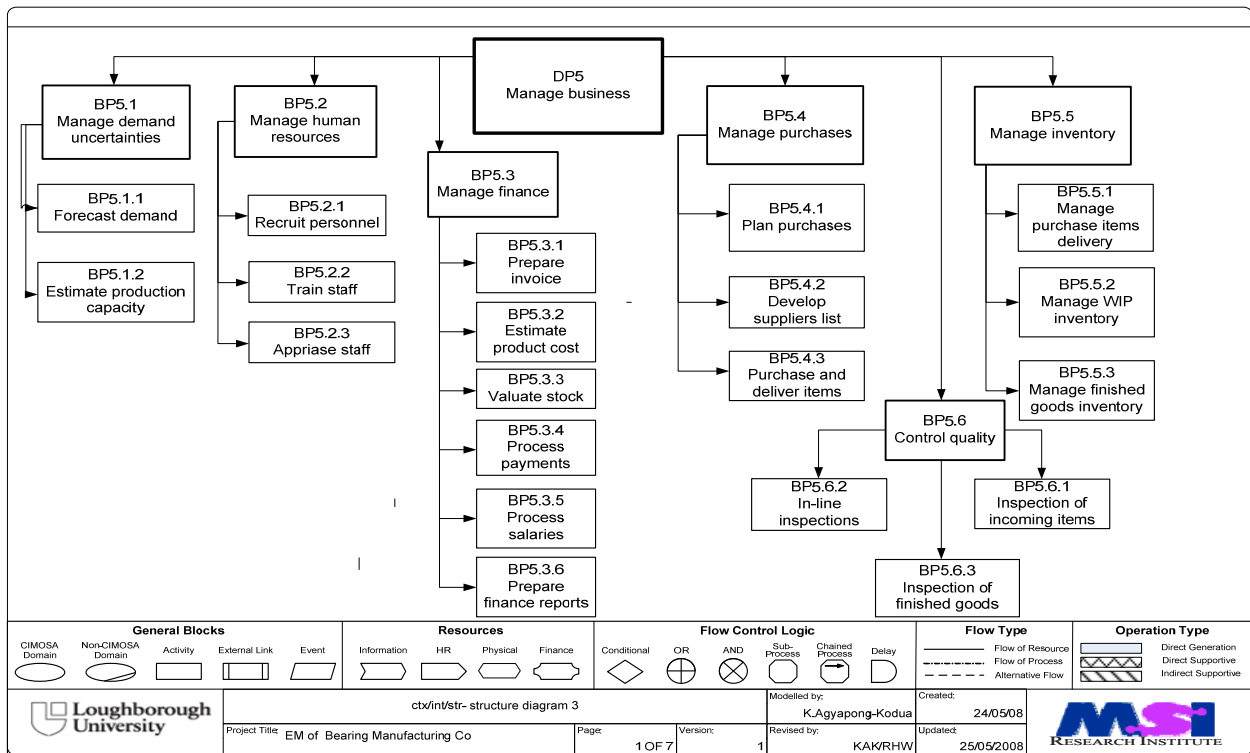 DP5
Manage business
BP5.1
Manage demand
uncertainties
BP5.1.1
Forecast demand
BP5.1.2
Estimate production
capacity
BP5.2
Manage human
resources
BP5.2.1
Recruit personnel
BP5.2.2
Train staff
BP5.2.3
Appriase staff
BP5.3
Manage finance
BP5.3.1
Prepare
invoice
BP5.3.2
Estimate
product cost
BP5.3.3
Valuate stock
BP5.3.4
Process
payments
BP5.3.5
Process
salaries
BP5.3.6
Prepare
finance reports
BP5.4
Manage purchases
BP5.4.1
Plan purchases
BP5.4.2
Develop
suppliers list
BP5.4.3
Purchase and
deliver items
BP5.5
Manage inventory
BP5.5.1
Manage
purchase items
delivery
BP5.5.2
Manage WIP
inventory
BP5.5.3
Manage finished
goods inventory
BP5.6
Control quality
BP5.6.2
In-line
inspections
BP5.6.1
Inspection of
incoming items
BP5.6.3
Inspection of
finished goods
General Blocks
CIMOSA
Domain
Non-CIMOSA
Domain
Activity
External Link
Event
Resources
Information
HR
Physical
Finance
Flow Control Logic
Conditional
OR
AND
Sub-
Process
Chained
Process
Delay
Flow Type
Flow of Resource
Flow of Process
Alternative Flow
Operation Type
Direct Generation
Direct Supportive
Indirect Supportive
Loughborough
University
ctx/int/str- structure diagram 3
Project Title: EM of Bearing Manufacturing Co
Page:
1 OF 7
Version:
1
Modelled by:
K.Agyapong-Kodua
Revised by:
KAK/RHW
Created:
24/05/08
Updated:
25/05/2008
MSI
RESEARCH INSTITUTE